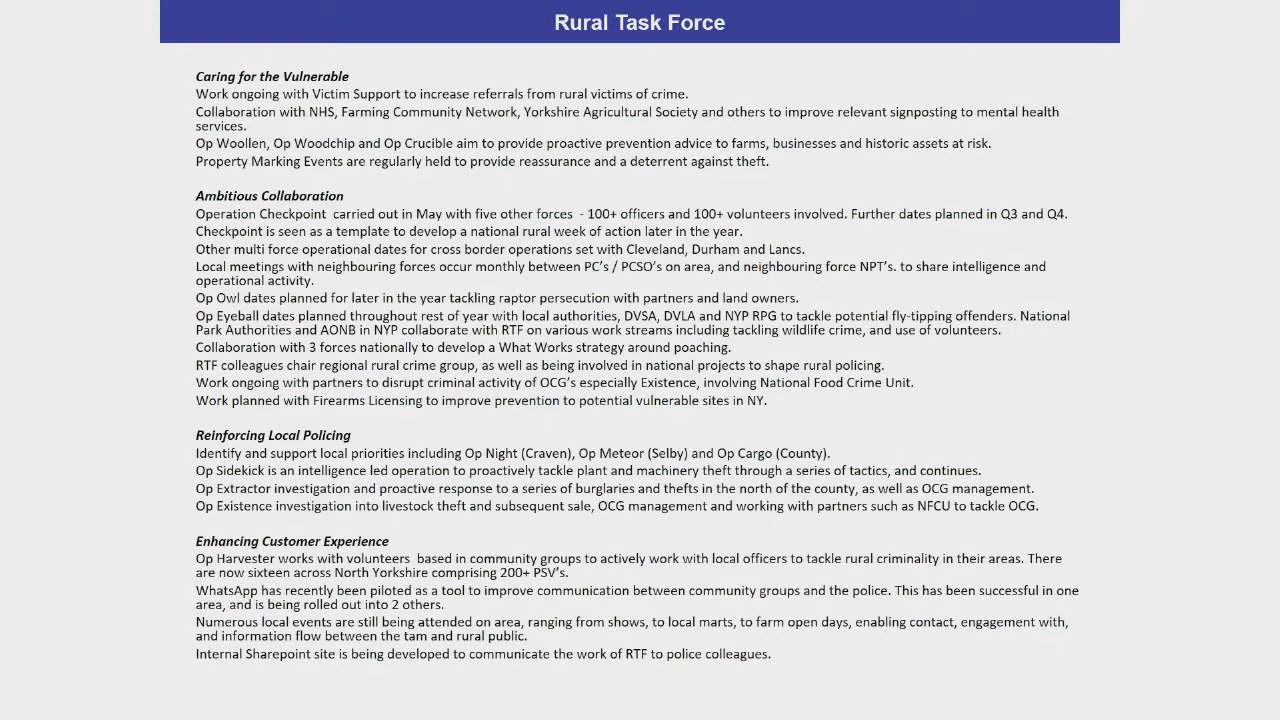 Rural Task Force
Caring for the Vulnerable
Work ongoing with Victim Support to increase referrals from rural victims of crime.
Collaboration with NHS, Farming Community Network, Yorkshire Agricultural Society and others to improve relevant signposting to mental health
services.
Op Woollen, Op Woodchip and Op Crucible aim to provide proactive prevention advice to farms, businesses and historic assets at risk.
Property Marking Events are regularly held to provide reassurance and a deterrent against theft.
Ambitious Collaboration
Operation Checkpoint  carried out in May with five other forces  - 100+ officers and 100+ volunteers involved. Further dates planned in Q3 and Q4.
Checkpoint is seen as a template to develop a national rural week of action later in the year.
Other multi force operational dates for cross border operations set with Cleveland, Durham and Lancs.
Local meetings with neighbouring forces occur monthly between PC's / PCSO's on area, and neighbouring force NPT's. to share intelligence and
operational activity.
Op Owl dates planned for later in the year tackling raptor persecution with partners and land owners.
Op Eyeball dates planned throughout rest of year with local authorities, DVSA, DVLA and NYP RPG to tackle potential fly-tipping offenders. National
Park Authorities and AONB in NYP collaborate with RTF on various work streams including tackling wildlife crime, and use of volunteers.
Collaboration with 3 forces nationally to develop a What Works strategy around poaching.
RTF colleagues chair regional rural crime group, as well as being involved in national projects to shape rural policing.
Work ongoing with partners to disrupt criminal activity of OCG's especially Existence, involving National Food Crime Unit.
Work planned with Firearms Licensing to improve prevention to potential vulnerable sites in NY.
Reinforcing Local Policing
Identify and support local priorities including Op Night (Craven), Op Meteor (Selby) and Op Cargo (County).
Op Sidekick is an intelligence led operation to proactively tackle plant and machinery theft through a series of tactics, and continues.
Op Extractor investigation and proactive response to a series of burglaries and thefts in the north of the county, as well as OCG management.
Op Existence investigation into livestock theft and subsequent sale, OCG management and working with partners such as NFCU to tackle OCG.
Enhancing Customer Experience
Op Harvester works with volunteers  based in community groups to actively work with local officers to tackle rural criminality in their areas. There
are now sixteen across North Yorkshire comprising 200+ PSV's.
WhatsApp has recently been piloted as a tool to improve communication between community groups and the police. This has been successful in one
area, and is being rolled out into 2 others.
Numerous local events are still being attended on area, ranging from shows, to local marts, to farm open days, enabling contact, engagement with,
and information flow between the tam and rural public.
Internal Sharepoint site is being developed to communicate the work of RTF to police colleagues.